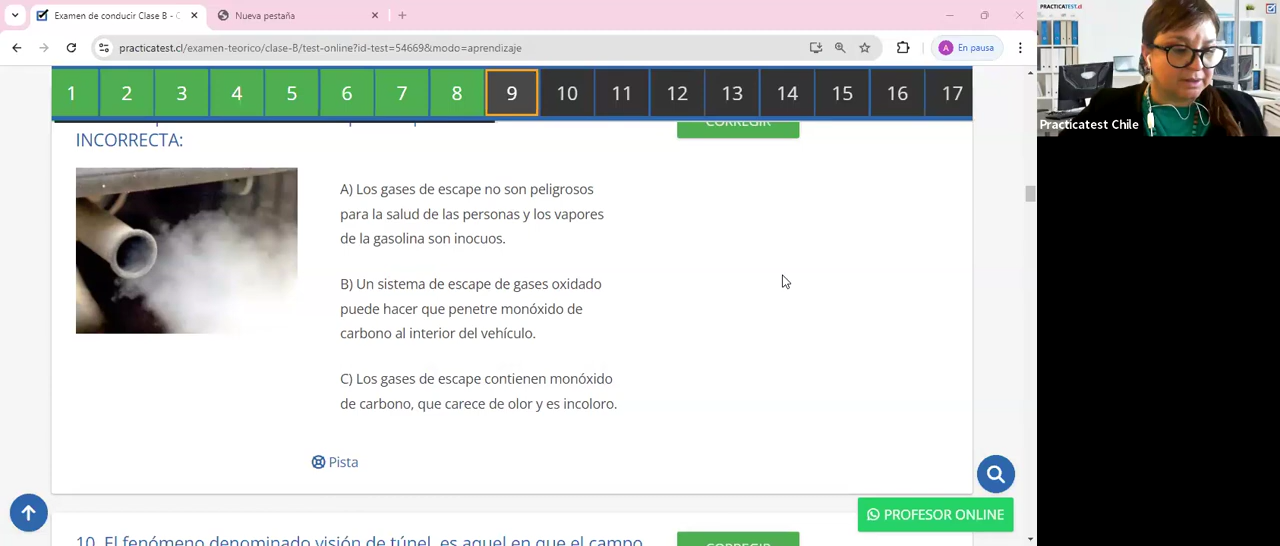 Examen de conducir Clase B - C
Nueva pestaña
practicatest.cl/examen-teorico/clase-B/test-online?id-test=54669&modo=aprendizaje
En pausa
1 2 3 4 5 6 7 8 9 10 11 12 13 14 15 16 17
CORREGIR
INCORRECTA:
A) Los gases de escape no son peligrosos
para la salud de las personas y los vapores
de la gasolina son inocuos.
B) Un sistema de escape de gases oxidado
puede hacer que penetre monóxido de
carbono al interior del vehículo.
C) Los gases de escape contienen monóxido
de carbono, que carece de olor y es incoloro.
Pista
PROFESOR ONLINE
10. El fenómeno denominado visión de túnel, es aquel en que el campo
CORREGIR
PRACTICATEST.cl
Practicatest Chile